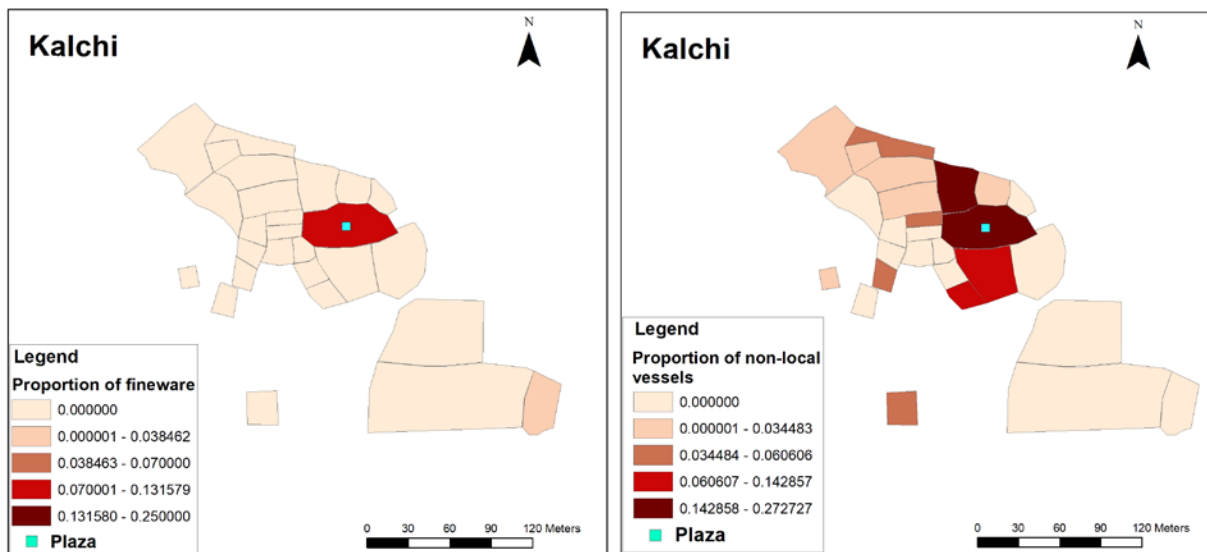 Kalchi
N
Legend
Proportion of fineware
0.000000
0.000001 - 0.038462
0.038463 - 0.070000
0.070001 - 0.131579
0.131580 - 0.250000
Plaza
0 30 60 90 120 Meters
Kalchi
N
Legend
Proportion of non-local
vessels
0.000000
0.000001 - 0.034483
0.034484 - 0.060606
0.060607 - 0.142857
0.142858 - 0.272727
Plaza
0 30 60 90 120 Meters